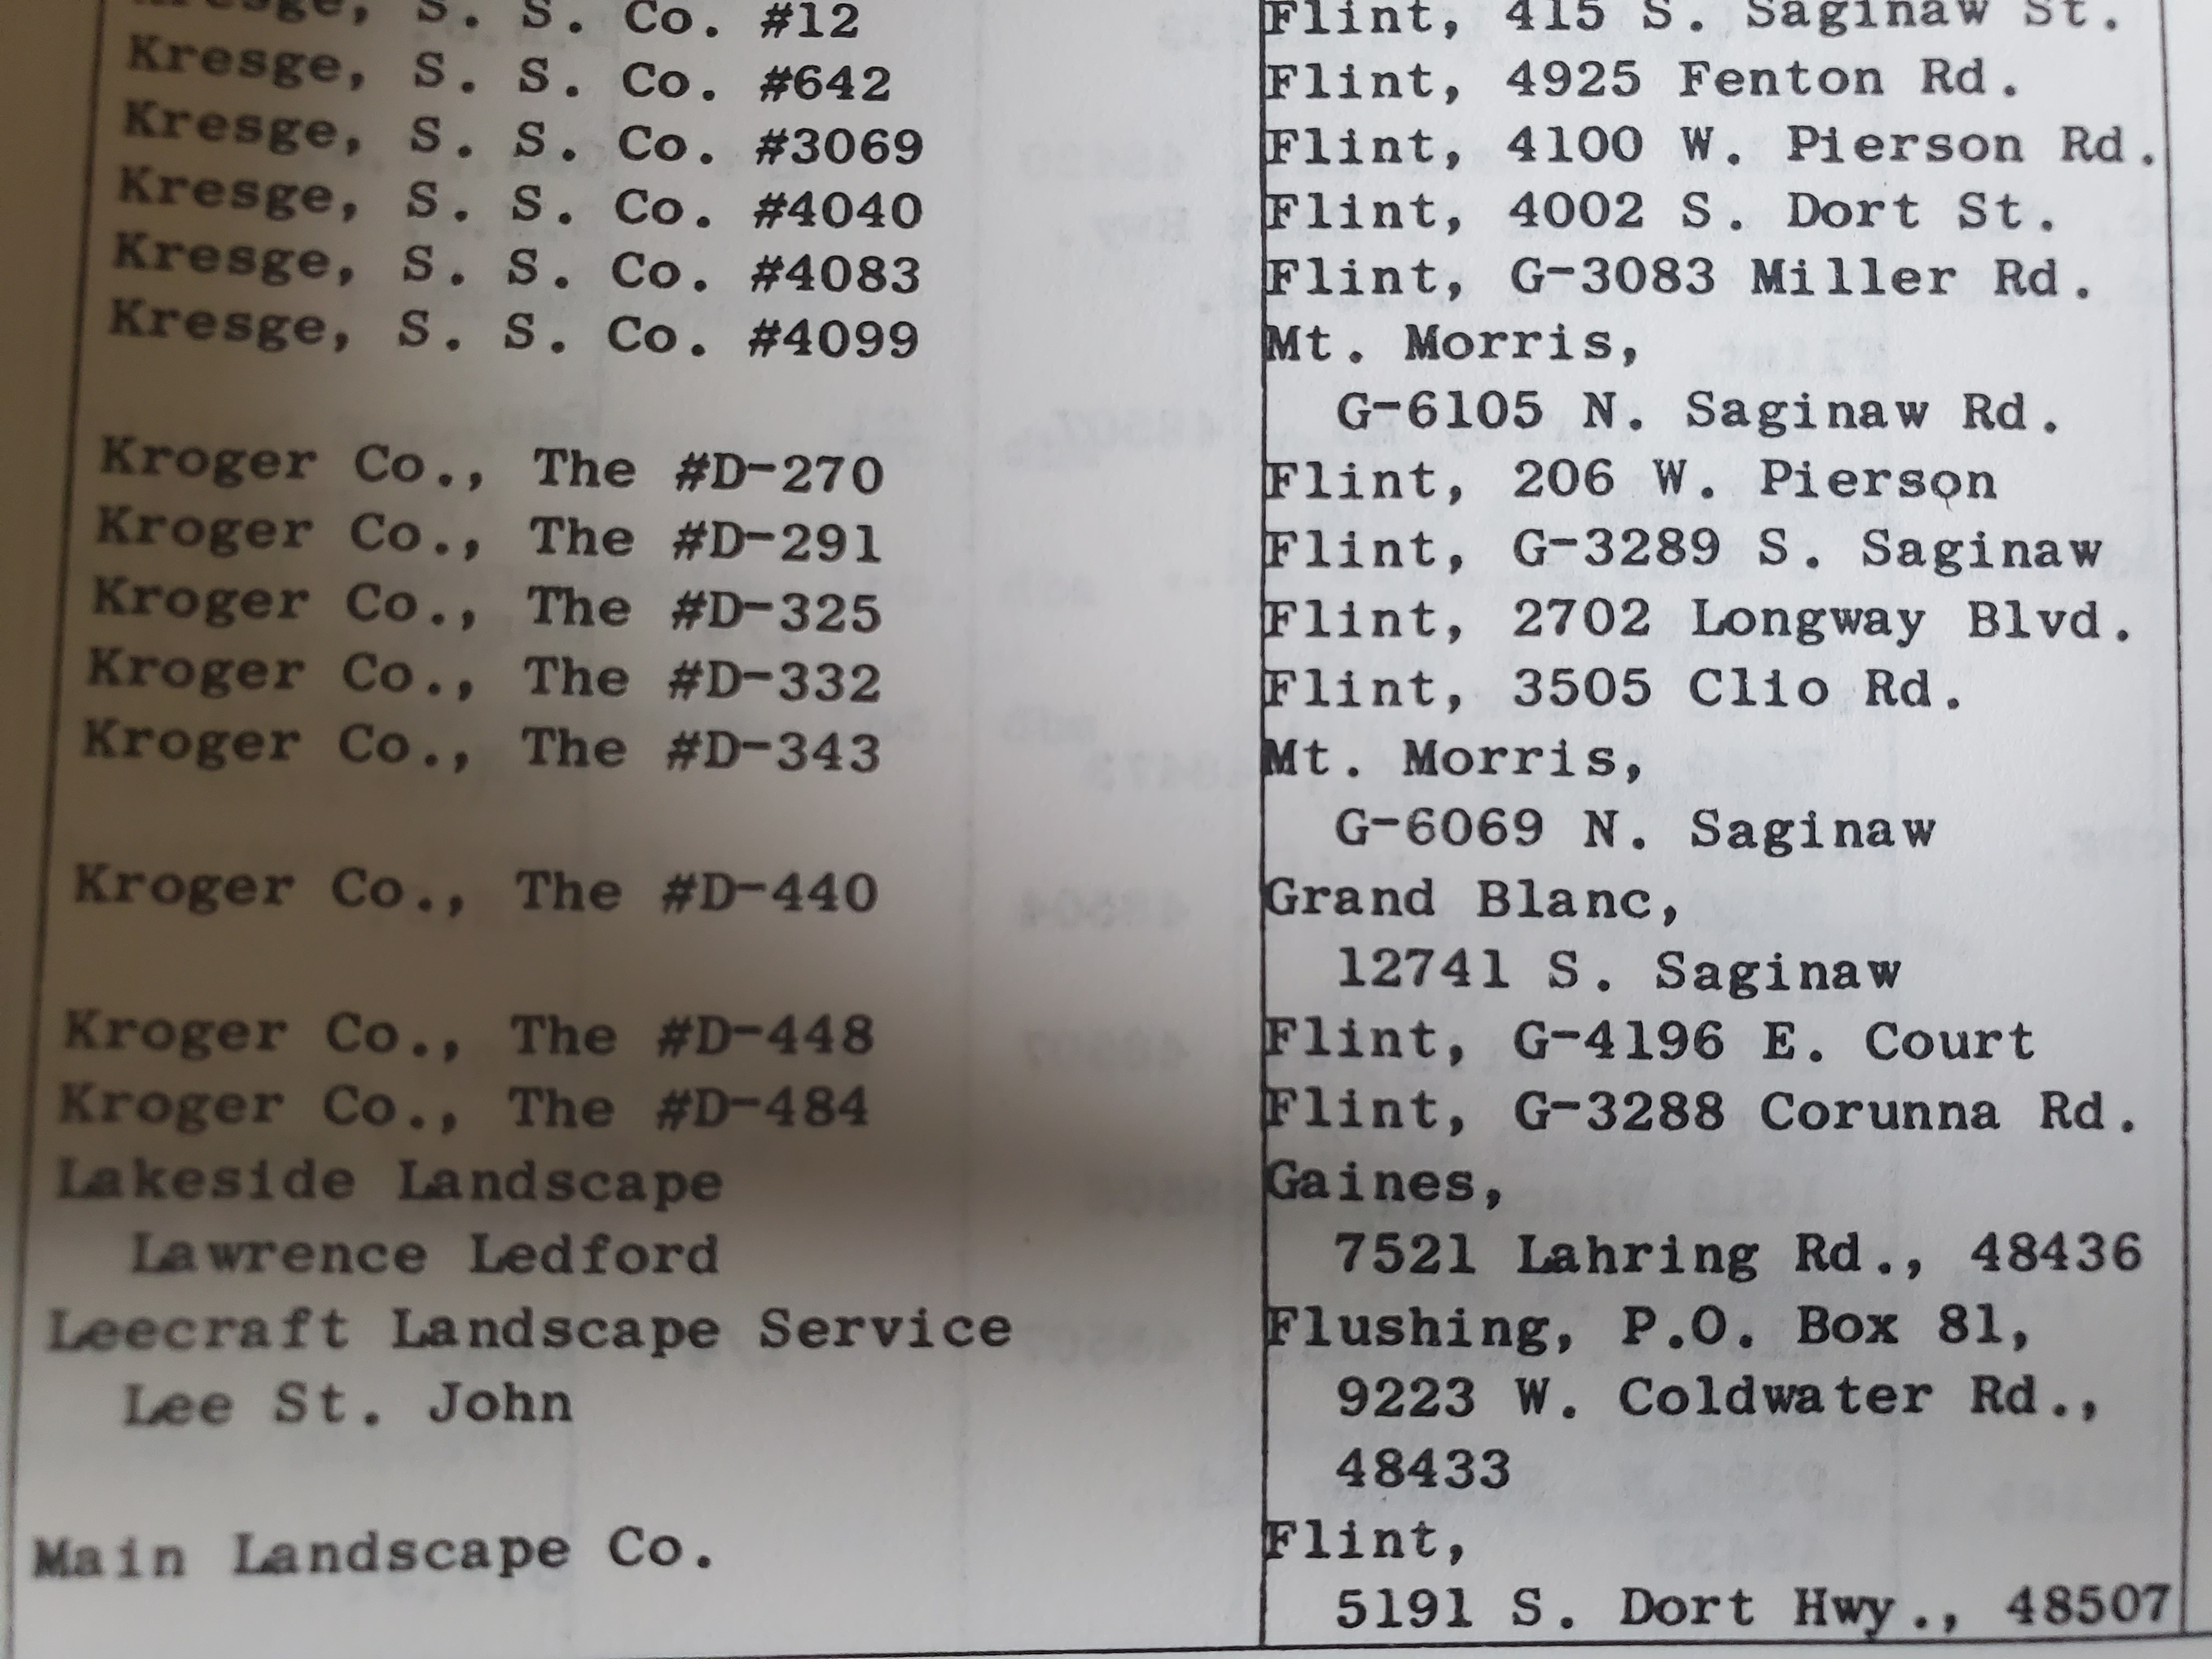 Kresge, S. S. Co. #12 Flint, 415 S. Saginaw St.
Kresge, S. S. Co. #642 Flint, 4925 Fenton Rd.
Kresge, S. S. Co. #3069 Flint, 4100 W. Pierson Rd.
Kresge, S. S. Co. #4040 Flint, 4002 S. Dort St.
Kresge, S. S. Co. #4083 Flint, G-3083 Miller Rd.
Kresge, S. S. Co. #4099 Mt. Morris,
G-6105 N. Saginaw Rd.
Kroger Co., The #D-270 Flint, 206 W. Pierson
Kroger Co., The #D-291 Flint, G-3289 S. Saginaw
Kroger Co., The #D-325 Flint, 2702 Longway Blvd.
Kroger Co., The #D-332 Flint, 3505 Clio Rd.
Kroger Co., The #D-343 Mt. Morris,
G-6069 N. Saginaw
Kroger Co., The #D-440 Grand Blanc,
12741 S. Saginaw
Kroger Co., The #D-448 Flint, G-4196 E. Court
Kroger Co., The #D-484 Flint, G-3288 Corunna Rd.
Lakeside Landscape Gaines,
Lawrence Ledford 7521 Lahring Rd., 48436
Leecraft Landscape Service Flushing, P.O. Box 81,
Lee St. John 9223 W. Coldwater Rd.,
48433
Main Landscape Co. Flint,
5191 S. Dort Hwy., 48507